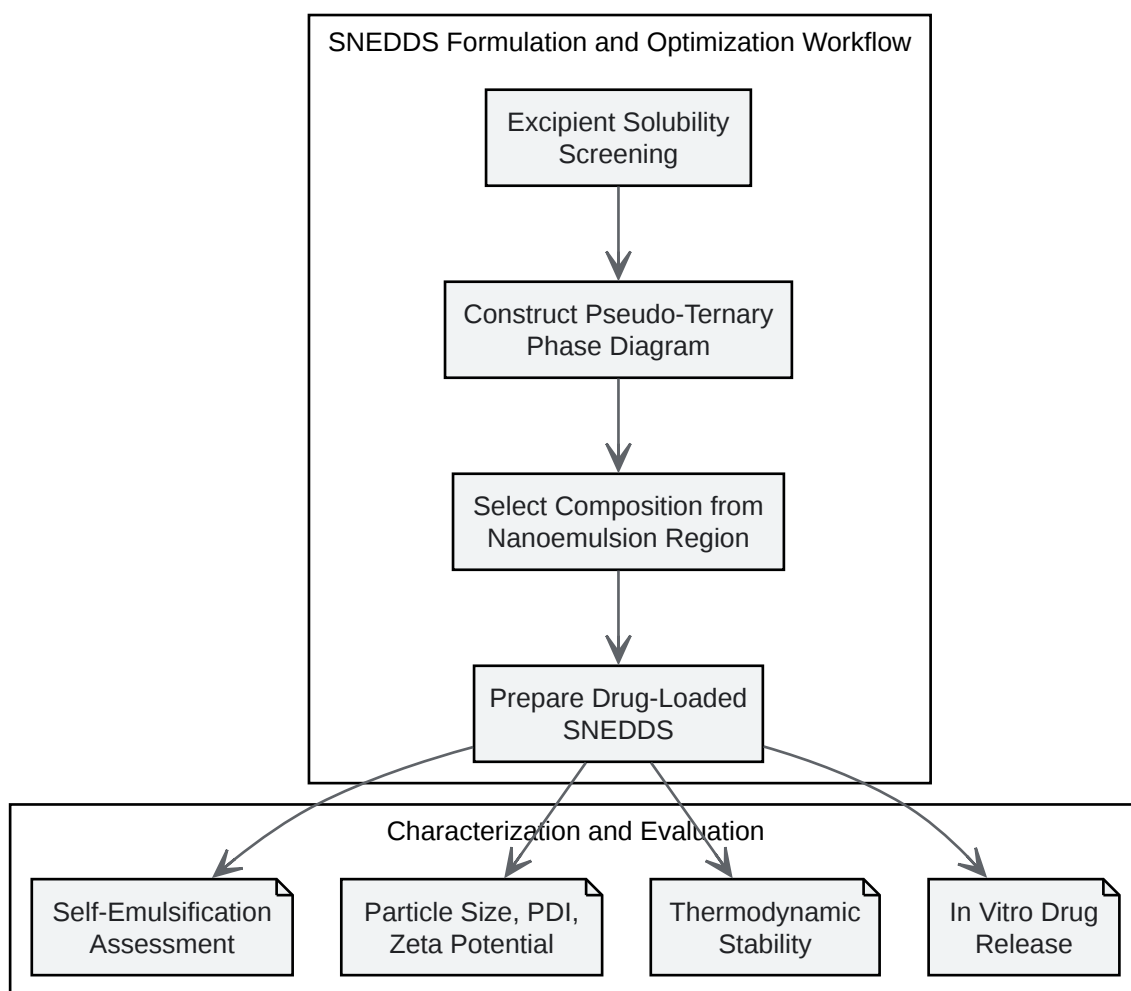 SNEDDS Formulation and Optimization Workflow
Excipient Solubility
Screening
Construct Pseudo-Ternary
Phase Diagram
Select Composition from
Nanoemulsion Region
Prepare Drug-Loaded
SNEDDS
Characterization and Evaluation
Self-Emulsification
Assessment
Particle Size, PDI,
Zeta Potential
Thermodynamic
Stability
In Vitro Drug
Release